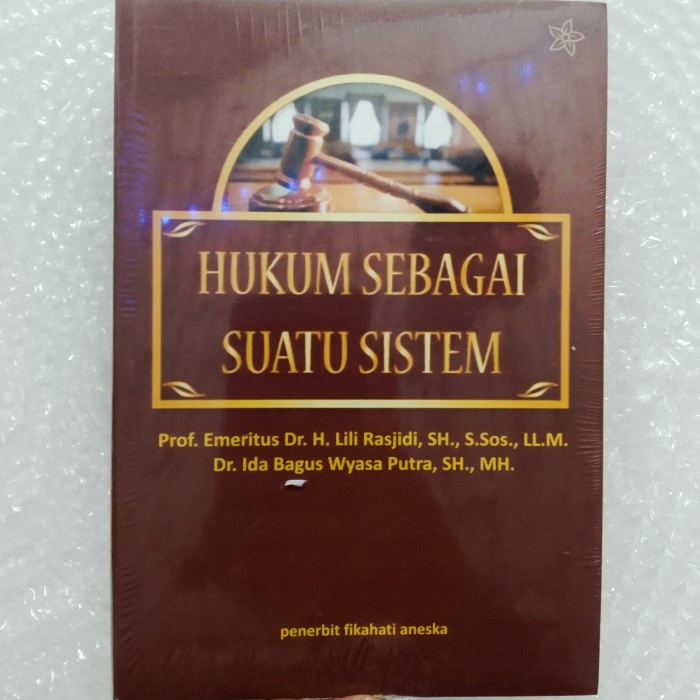 HUKUM SEBAGAI
SUATU SISTEM
Prof. Emeritus Dr. H. Lili Rasjidi, SH., S.Sos., LL.M.
Dr. Ida Bagus Wyasa Putra, SH., MH.
penerbit fikahati aneska